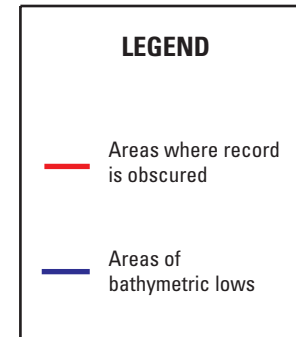 LEGEND
Areas where record
is obscured
Areas of
bathymetric lows